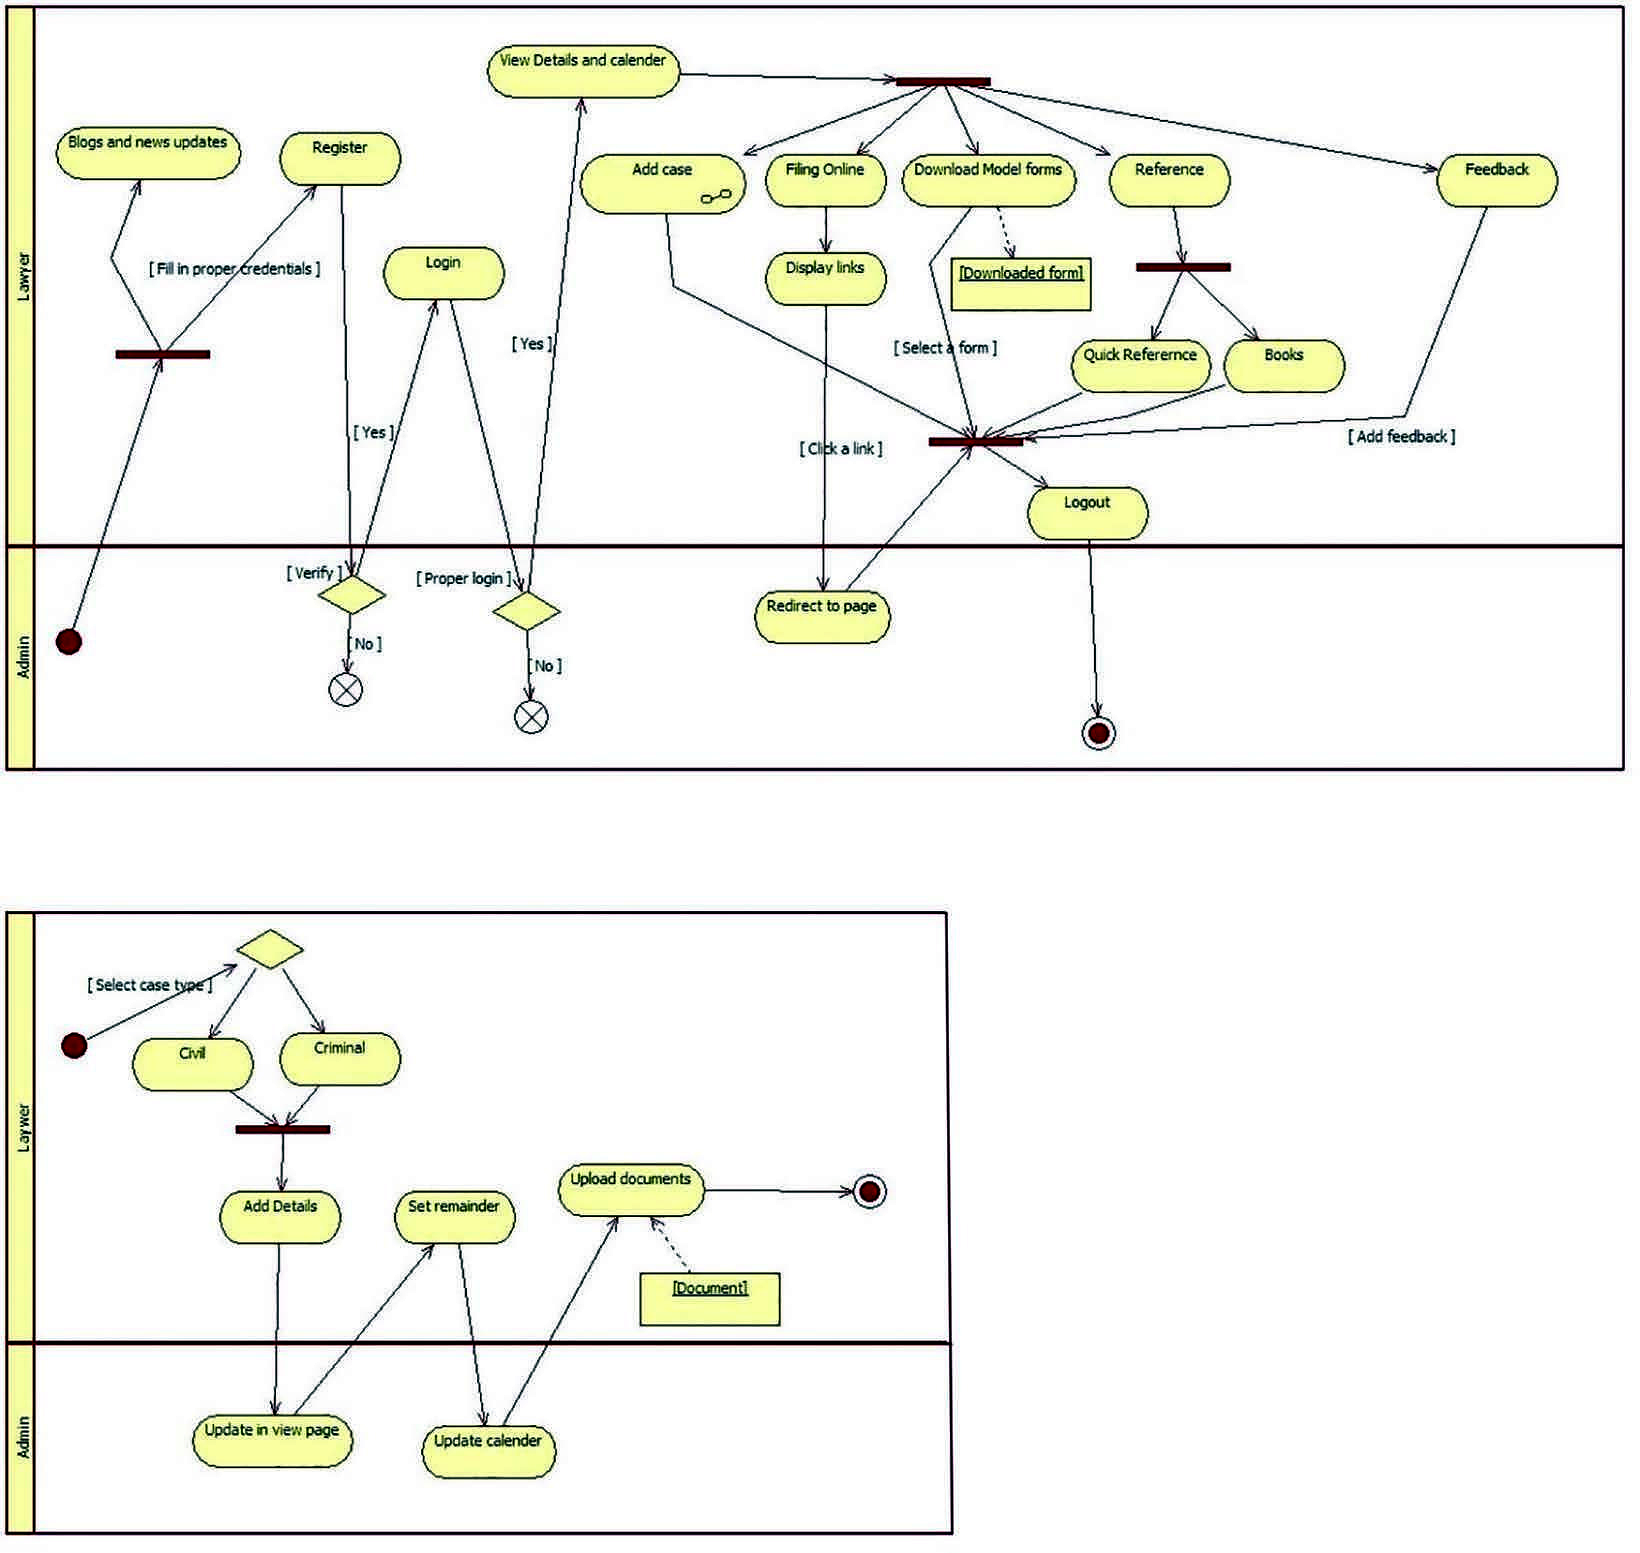 Lawyer
View Details and calender
Blogs and news updates
Register
Add case
Filing Online
Download Model forms
Reference
Feedback
[ Fill in proper credentials ]
Login
Display links
[Downloaded form]
[ Yes ]
[ Select a form ]
Quick Referernce
Books
[ Yes ]
[ Click a link ]
[ Add feedback ]
Logout
Admin
[ Verify ]
[ Proper login ]
Redirect to page
[ No ]
[ No ]
Laywer
[ Select case type ]
Civil
Criminal
Add Details
Set remainder
Upload documents
[Document]
Admin
Update in view page
Update calender